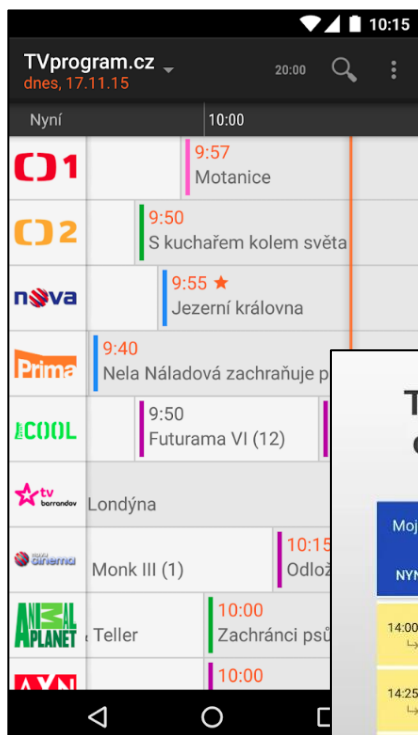 10:15
TVprogram.cz
dnes, 17.11.15
20:00
Nyní
10:00
1
9:57
Motanice
2
9:50
S kuchařem kolem světa
nova
9:55
Jezerní královna
Prima
9:40
Nela Náladová zachraňuje p
COOL
9:50
Futurama VI (12)
tv
barrandov
Londýna
cinema
Monk III (1)
10:15
Odlož
ANIMAL
PLANET
Teller
10:00
Zachránci psů
AXN
10:00
T
Moj
NYN
14:00
14:25